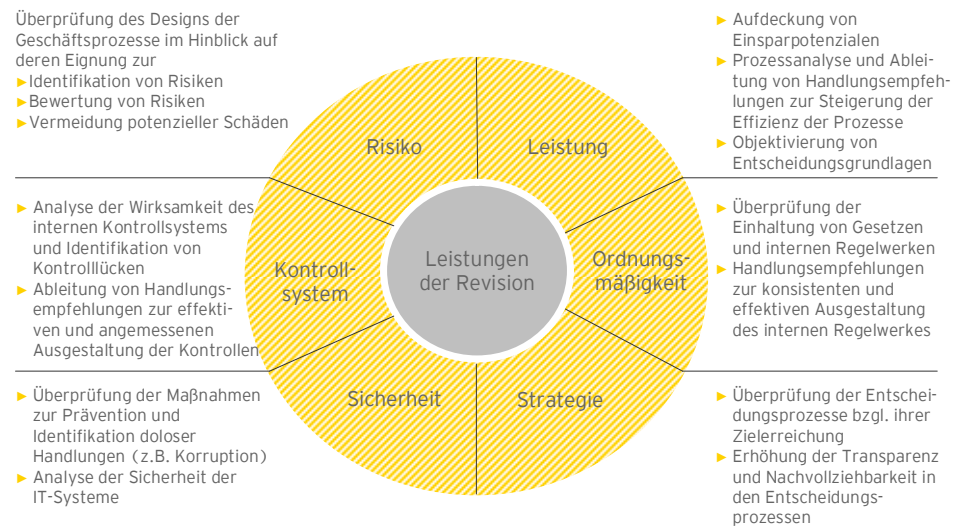 Überprüfung des Designs der
Geschäftsprozesse im Hinblick auf
deren Eignung zur
► Identifikation von Risiken
► Bewertung von Risiken
► Vermeidung potenzieller Schäden
► Aufdeckung von
Einsparpotenzialen
► Prozessanalyse und Ablei-
tung von Handlungsempfeh-
lungen zur Steigerung der
Effizienz der Prozesse
► Objektivierung von
Entscheidungsgrundlagen
Risiko
Leistung
► Analyse der Wirksamkeit des
internen Kontrollsystems
und Identifikation von
Kontrolllücken
► Ableitung von Handlungs-
empfehlungen zur effekti-
ven und angemessenen
Ausgestaltung der Kontrollen
Kontroll-
system
Leistungen
der Revision
Ordnungs-
mäßigkeit
► Überprüfung der
Einhaltung von Gesetzen
und internen Regelwerken
► Handlungsempfehlungen
zur konsistenten und
effektiven Ausgestaltung
des internen Regelwerkes
Sicherheit
Strategie
► Überprüfung der Maßnahmen
zur Prävention und
Identifikation doloser
Handlungen (z.B. Korruption)
► Analyse der Sicherheit der
IT-Systeme
► Überprüfung der Entschei-
dungsprozesse bzgl. ihrer
Zielerreichung
► Erhöhung der Transparenz
und Nachvollziehbarkeit in
den Entscheidungs-
prozessen